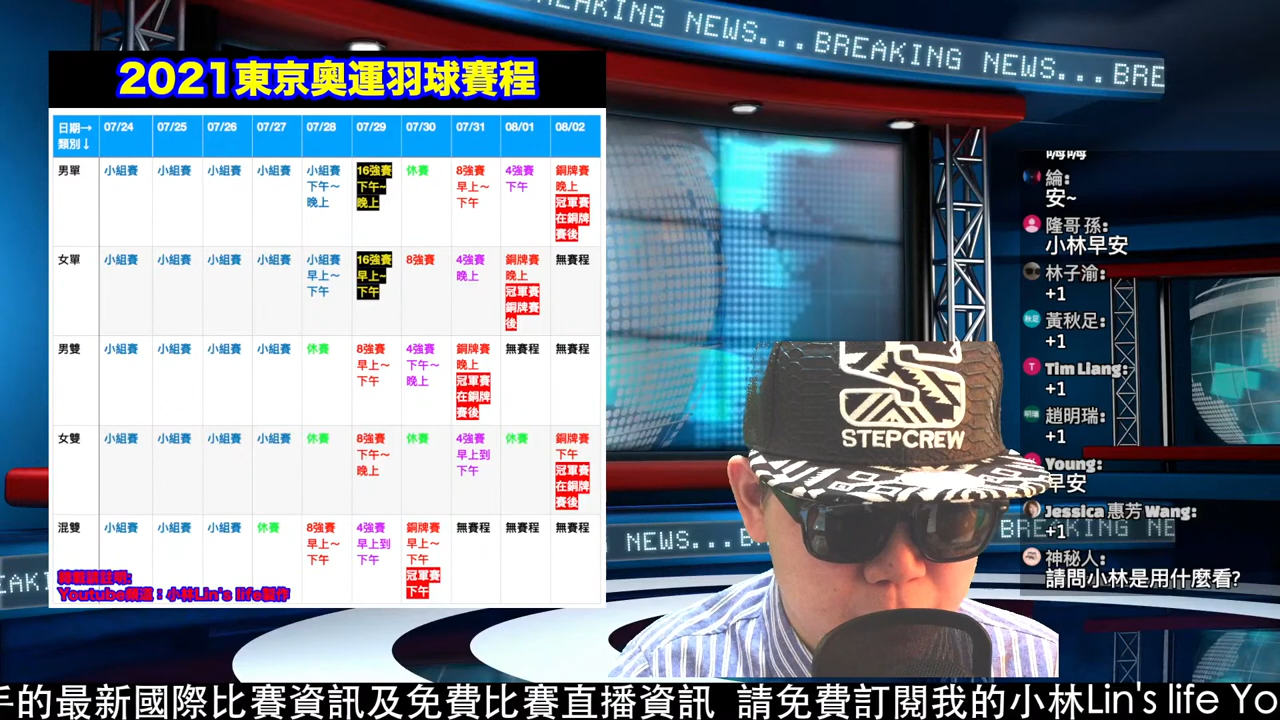 BREAKING NEWS...BREAKING NEWS...BRE
2021東京奧運羽球賽程
日期→ 07/24 07/25 07/26 07/27 07/28 07/29 07/30 07/31 08/01 08/02
類別↓
男單 小組賽 小組賽 小組賽 小組賽 小組賽 16強賽 休賽 8強賽 4強賽 銅牌賽
下午～ 下午~ 早上～ 下午 晚上
晚上 晚上 下午 冠軍賽
在銅牌
賽後
女單 小組賽 小組賽 小組賽 小組賽 小組賽 16強賽 8強賽 4強賽 銅牌賽 無賽程
早上～ 早上~ 晚上 晚上
下午 下午 冠軍賽
銅牌賽
後
男雙 小組賽 小組賽 小組賽 小組賽 休賽 8強賽 4強賽 銅牌賽 無賽程 無賽程
早上～ 下午～ 晚上
下午 晚上 冠軍賽
在銅牌
賽後
女雙 小組賽 小組賽 小組賽 小組賽 休賽 8強賽 休賽 4強賽 休賽 銅牌賽
下午～ 早上到 下午
晚上 下午 冠軍賽
在銅牌
賽後
混雙 小組賽 小組賽 小組賽 休賽 8強賽 4強賽 銅牌賽 無賽程 無賽程 無賽程
早上～ 早上到 早上～
下午 下午 下午
冠軍賽
下午
轉載請註明:
Youtube頻道：小林Lin's life製作
STEPCREW
嗨嗨
綸:
安~
隆哥 孫:
小林早安
林子渝:
+1
黃秋足:
+1
Tim Liang:
+1
趙明瑞:
+1
Young:
早安
Jessica 惠芳 Wang:
+1
神秘人:
請問小林是用什麼看?
EAKI NEWS...B BREAKING NE
手的最新國際比賽資訊及免費比賽直播資訊 請免費訂閱我的小林Lin's life Yo